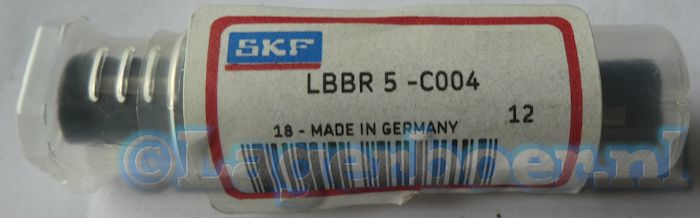 SKF
LBBR 5 -C004
12
18 - MADE IN GERMANY
©Lagerboer.nl